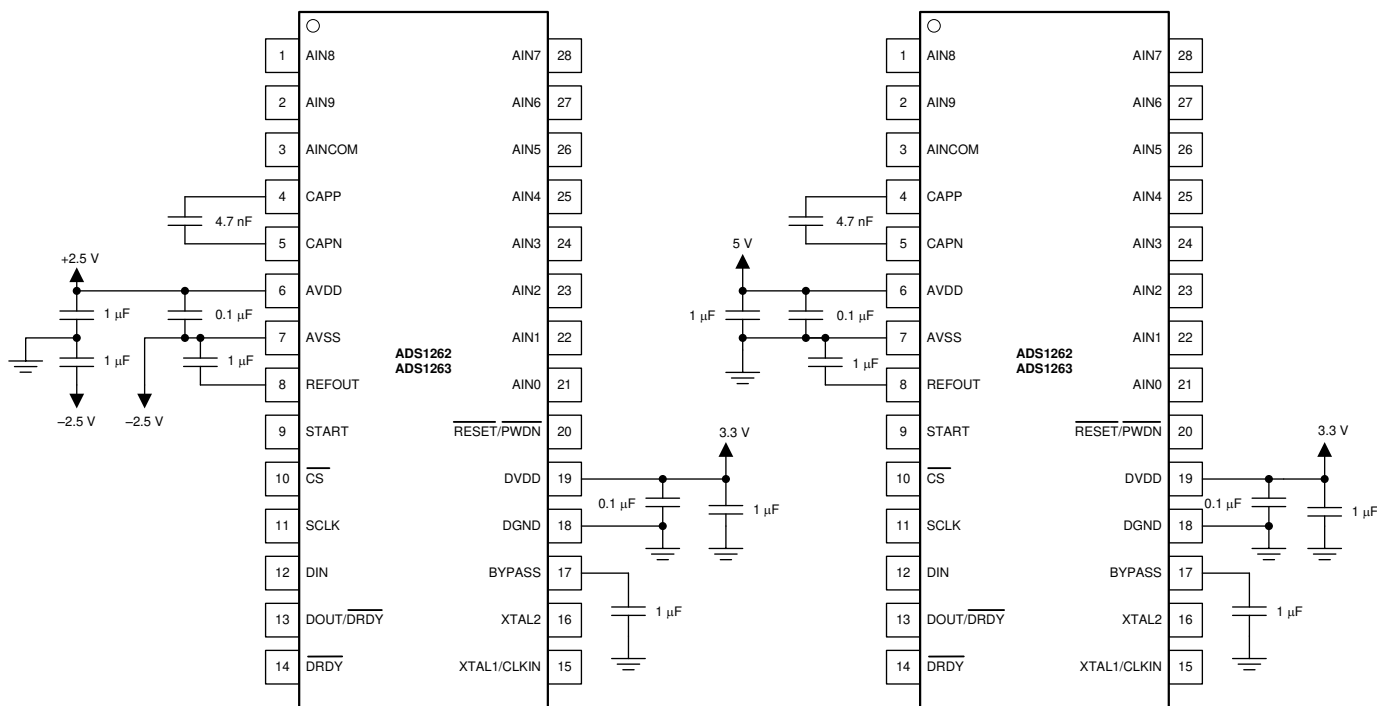 1 AIN8 AIN7 28
2 AIN9 AIN6 27
3 AINCOM AIN5 26
4 CAPP AIN4 25
4.7 nF
5 CAPN AIN3 24
+2.5 V
6 AVDD AIN2 23
1 µF 0.1 µF
7 AVSS AIN1 22
1 µF 1 µF
ADS1262
ADS1263
8 REFOUT AIN0 21
–2.5 V –2.5 V
9 START RESET/PWDN 20
3.3 V
10 CS DVDD 19
0.1 µF 1 µF
11 SCLK DGND 18
12 DIN BYPASS 17
1 µF
13 DOUT/DRDY XTAL2 16
14 DRDY XTAL1/CLKIN 15
1 AIN8 AIN7 28
2 AIN9 AIN6 27
3 AINCOM AIN5 26
4 CAPP AIN4 25
4.7 nF
5 CAPN AIN3 24
5 V
6 AVDD AIN2 23
1 µF 0.1 µF
7 AVSS AIN1 22
1 µF
ADS1262
ADS1263
8 REFOUT AIN0 21
9 START RESET/PWDN 20
3.3 V
10 CS DVDD 19
0.1 µF 1 µF
11 SCLK DGND 18
12 DIN BYPASS 17
1 µF
13 DOUT/DRDY XTAL2 16
14 DRDY XTAL1/CLKIN 15